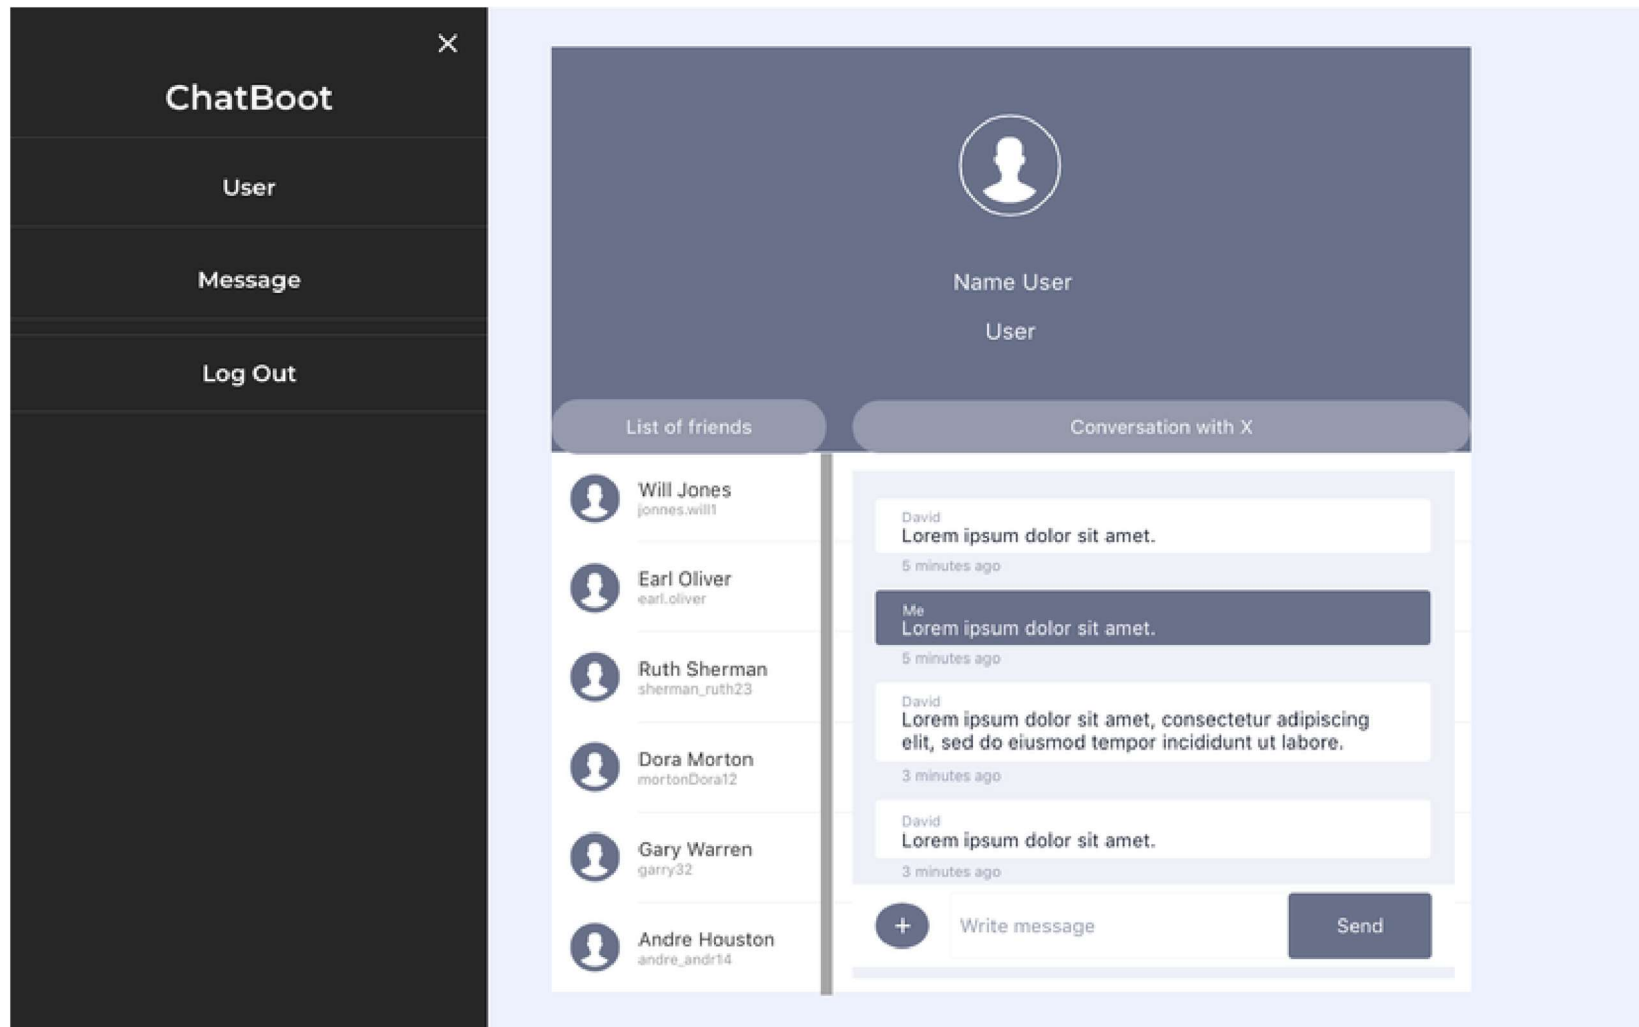 ChatBoot
User
Message
Log Out
Name User
User
List of friends
Will Jones
jonnes.will1
Earl Oliver
earl.oliver
Ruth Sherman
sherman_ruth23
Dora Morton
mortonDora12
Gary Warren
garry32
Andre Houston
andre_andr14
Conversation with X
David
Lorem ipsum dolor sit amet.
5 minutes ago
Me
Lorem ipsum dolor sit amet.
5 minutes ago
David
Lorem ipsum dolor sit amet, consectetur adipiscing
elit, sed do eiusmod tempor incididunt ut labore.
3 minutes ago
David
Lorem ipsum dolor sit amet.
3 minutes ago
+ Write message Send